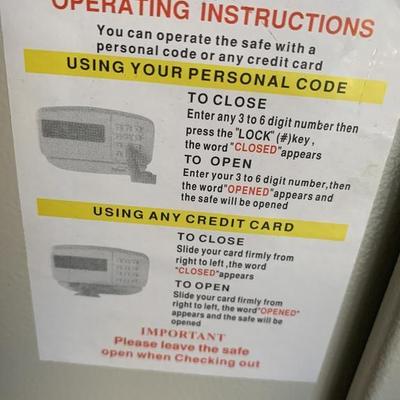 OPERATING INSTRUCTIONS
You can operate the safe with a
personal code or any credit card
USING YOUR PERSONAL CODE
TO CLOSE
Enter any 3 to 6 digit number then
press the "LOCK" (#)key,
the word "CLOSED"appears
TO OPEN
Enter your 3 to 6 digit number,then
the word"OPENED"appears and
the safe will be opened
USING ANY CREDIT CARD
TO CLOSE
Slide your card firmly from
right to left ,the word
"CLOSED"appears
TO OPEN
Slide your card firmly from
right to left, the word"OPENED"
appears and the safe will be
opened
IMPORTANT
Please leave the safe
open when Checking out